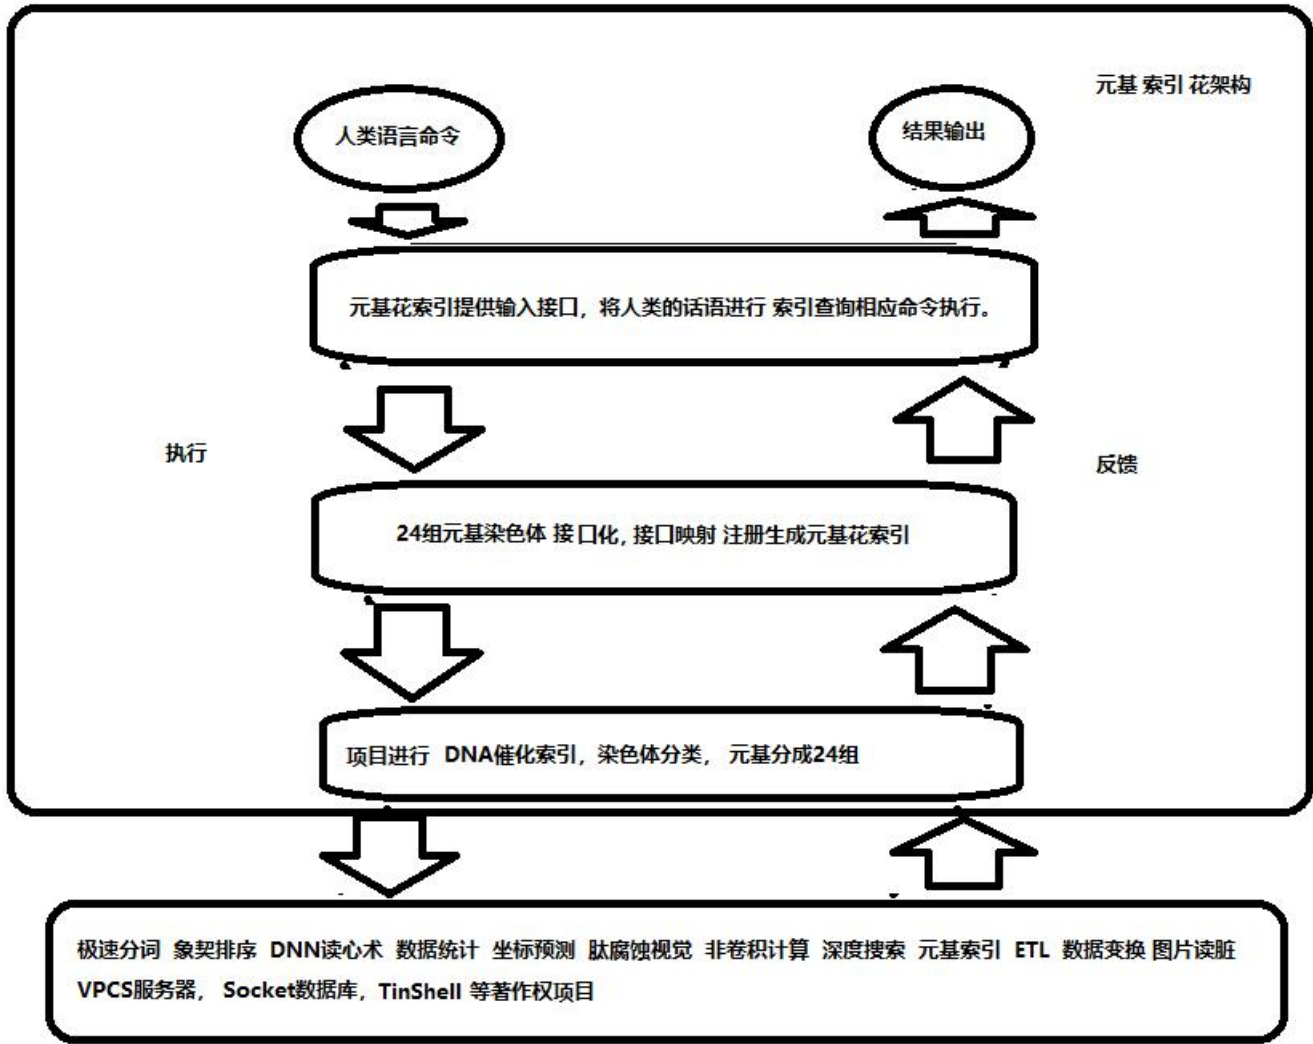 元基 索引 花架构
人类语言命令
结果输出
元基花索引提供输入接口，将人类的话语进行 索引查询相应命令执行。
执行
反馈
24组元基染色体 接口化, 接口映射 注册生成元基花索引
项目进行 DNA催化索引，染色体分类， 元基分成24组
极速分词 象契排序 DNN读心术 数据统计 坐标预测 肽腐蚀视觉 非卷积计算 深度搜索 元基索引 ETL 数据变换 图片读脏
VPCS服务器， Socket数据库，TinShell 等著作权项目